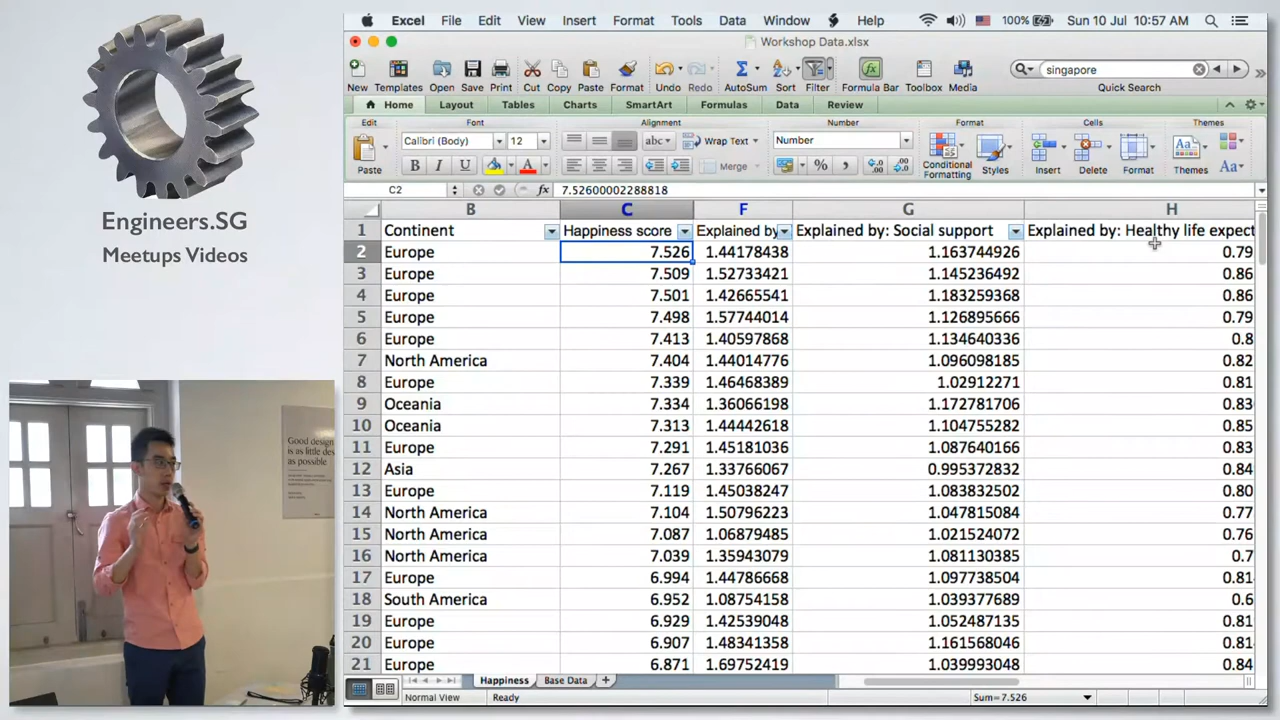 Engineers.SG
Meetups Videos
Good design
is as little des
as possible
Excel File Edit View Insert Format Tools Data Window Help 100% Sun 10 Jul 10:57 AM
Workshop Data.xlsx
singapore
New Templates Open Save Print Cut Copy Paste Format Undo Redo AutoSum Sort Filter Formula Bar Toolbox Media Quick Search
Home Layout Tables Charts SmartArt Formulas Data Review
Edit Font Alignment Number Format Cells Themes
Calibri (Body) 12 abc Wrap Text Number
Paste B I U A Merge % Conditional Formatting Styles Insert Delete Format Themes Aa
C2 fx 7.52600002288818
B C F G H
1 Continent Happiness score Explained by Explained by: Social support Explained by: Healthy life expect
2 Europe 7.526 1.44178438 1.163744926 0.79
3 Europe 7.509 1.52733421 1.145236492 0.86
4 Europe 7.501 1.42665541 1.183259368 0.86
5 Europe 7.498 1.57744014 1.126895666 0.79
6 Europe 7.413 1.40597868 1.134640336 0.8
7 North America 7.404 1.44014776 1.096098185 0.82
8 Europe 7.339 1.46468389 1.02912271 0.81
9 Oceania 7.334 1.36066198 1.172781706 0.83
10 Oceania 7.313 1.44442618 1.104755282 0.85
11 Europe 7.291 1.45181036 1.087640166 0.83
12 Asia 7.267 1.33766067 0.995372832 0.84
13 Europe 7.119 1.45038247 1.083832502 0.80
14 North America 7.104 1.50796223 1.047815084 0.77
15 North America 7.087 1.06879485 1.021524072 0.76
16 North America 7.039 1.35943079 1.081130385 0.7
17 Europe 6.994 1.44786668 1.097738504 0.81
18 South America 6.952 1.08754158 1.039377689 0.6
19 Europe 6.929 1.42539048 1.052487135 0.81
20 Europe 6.907 1.48341358 1.161568046 0.81
21 Europe 6.871 1.69752419 1.039993048 0.84
Happiness Base Data
Normal View Ready Sum=7.526